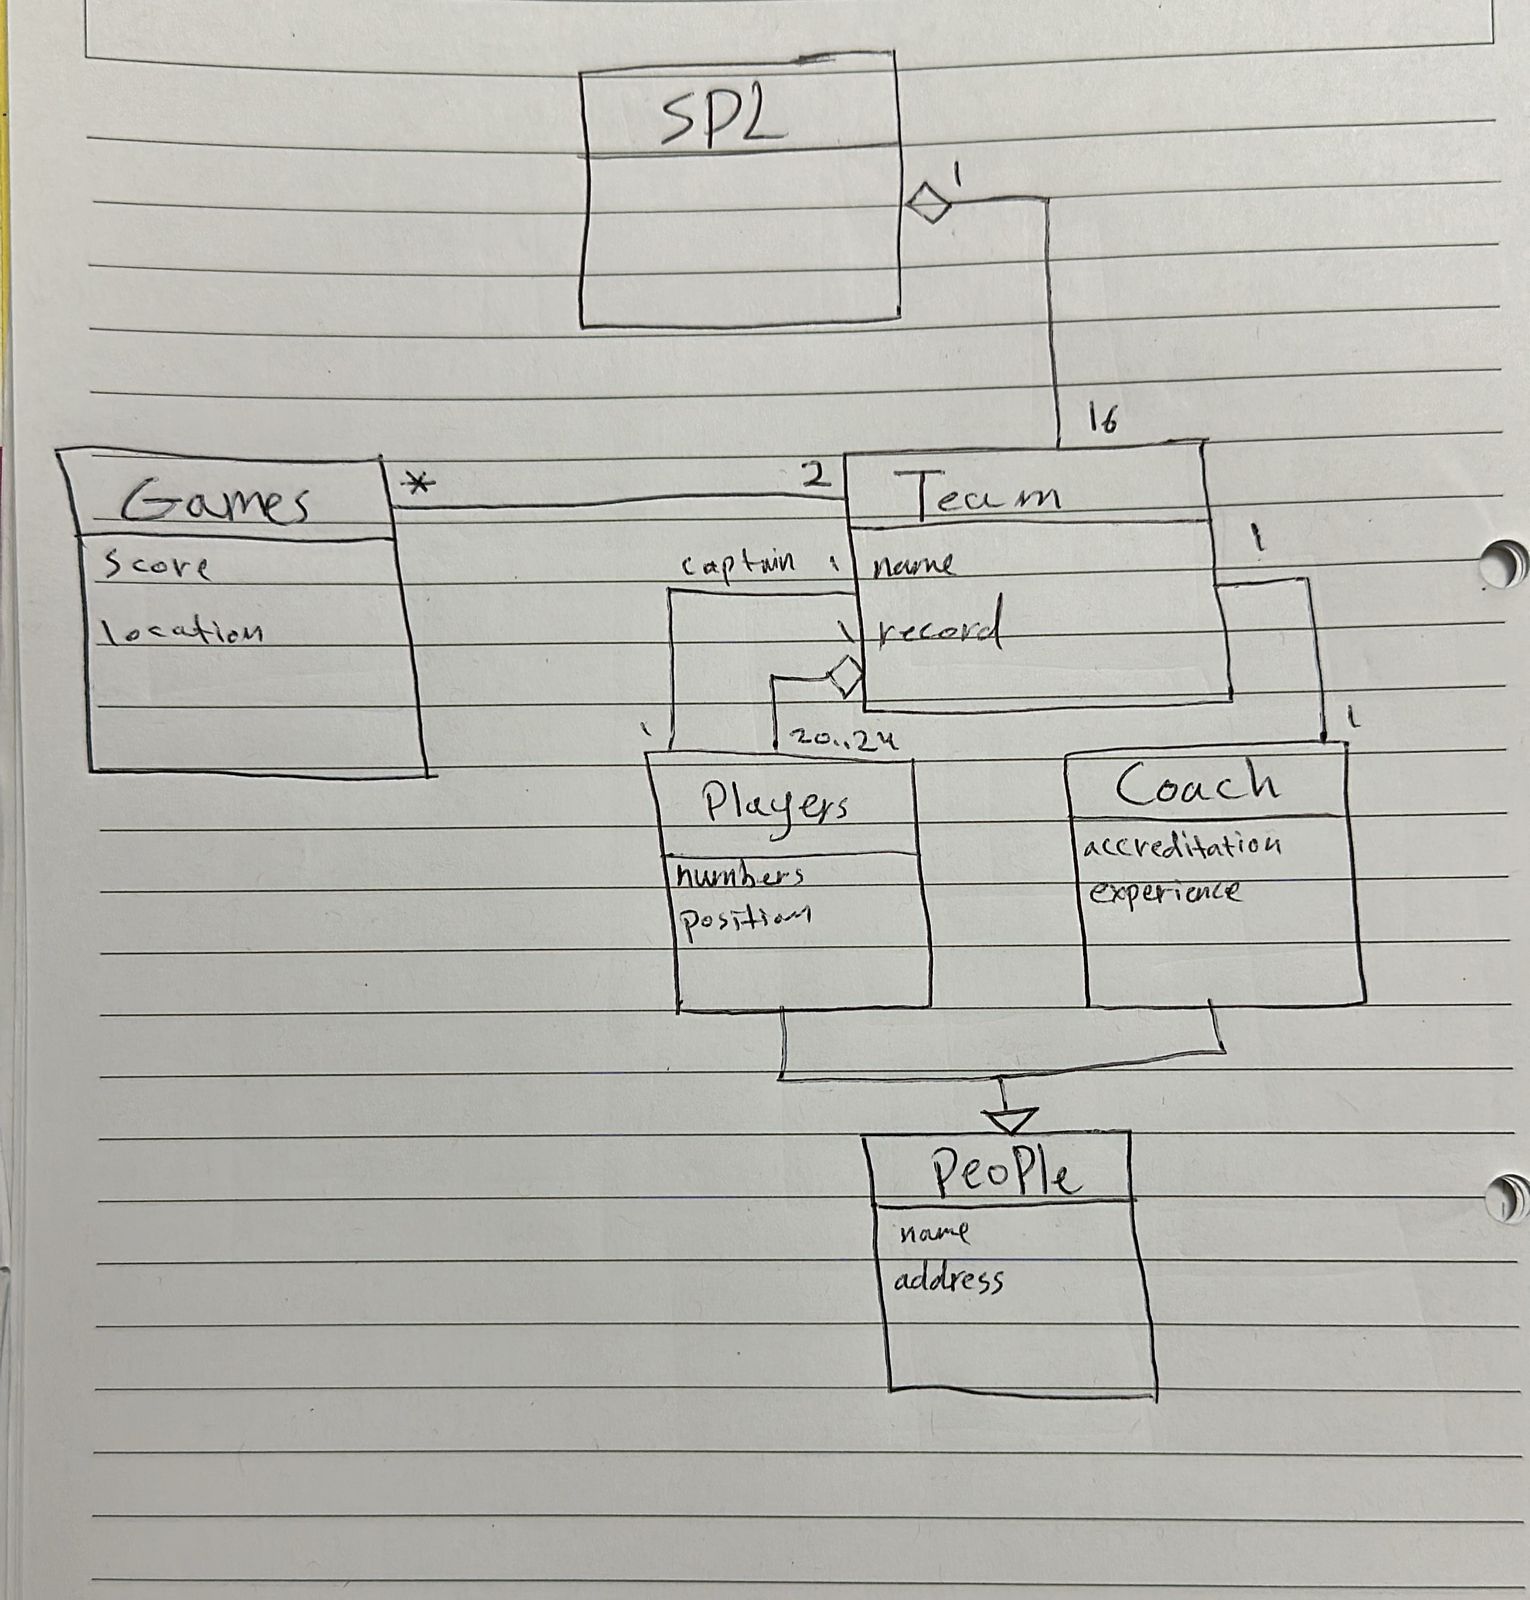 SPL
1
16
Games
* 2
Team
score
location
captain 1
name
1
record
1
1
1
20..24
Players
numbers
position
Coach
accreditation
experience
People
name
address